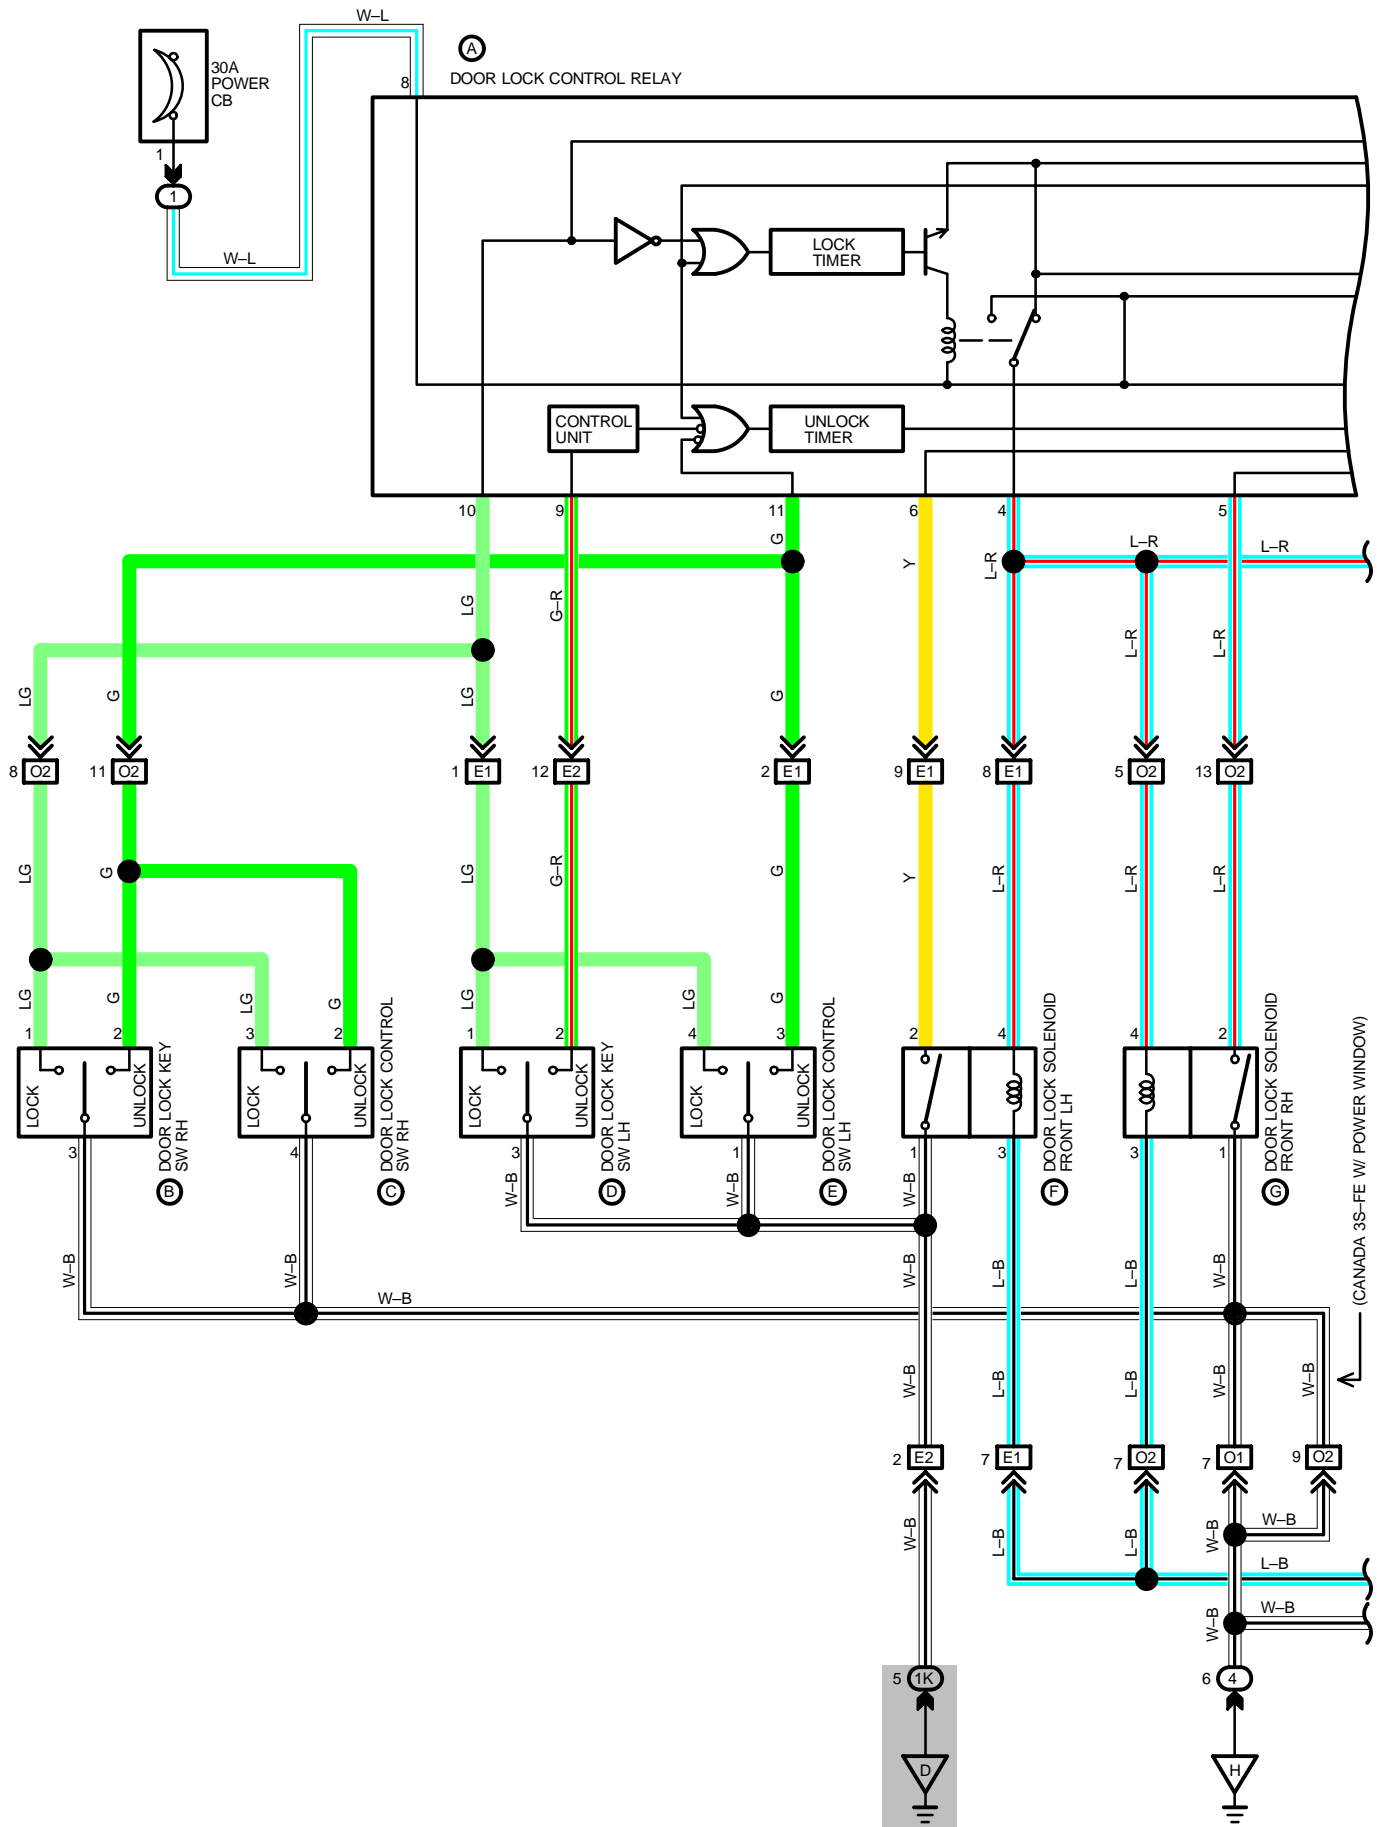 W–L
A
30A
POWER
CB
8
DOOR LOCK CONTROL RELAY
1
1
W–L
LOCK
TIMER
CONTROL
UNIT
UNLOCK
TIMER
10
9
11
6
4
5
G
Y
L–R
L–R
L–R
LG
G–R
L–R
L–R
LG
G
LG
G
8 O2
11 O2
1 E1
12 E2
2 E1
9 E1
8 E1
5 O2
13 O2
LG
G
LG
G–R
G
Y
L–R
L–R
L–R
LG
G
LG
G
LG
LG
G
1
2
3
2
1
2
4
3
2
4
4
2
LOCK
UNLOCK
DOOR LOCK KEY
SW RH
LOCK
UNLOCK
DOOR LOCK CONTROL
SW RH
LOCK
UNLOCK
DOOR LOCK KEY
SW LH
LOCK
UNLOCK
DOOR LOCK CONTROL
SW LH
DOOR LOCK SOLENOID
FRONT LH
DOOR LOCK SOLENOID
FRONT RH
(CANADA 3S–FE W/ POWER WINDOW)
3
4
3
1
1
3
3
1
B
C
D
E
F
G
W–B
W–B
W–B
W–B
W–B
W–B
L–B
L–B
W–B
W–B
W–B
L–B
L–B
W–B
W–B
2 E2
7 E1
7 O2
7 O1
9 O2
W–B
L–B
L–B
W–B
W–B
L–B
W–B
W–B
5 1K
6 4
D
H